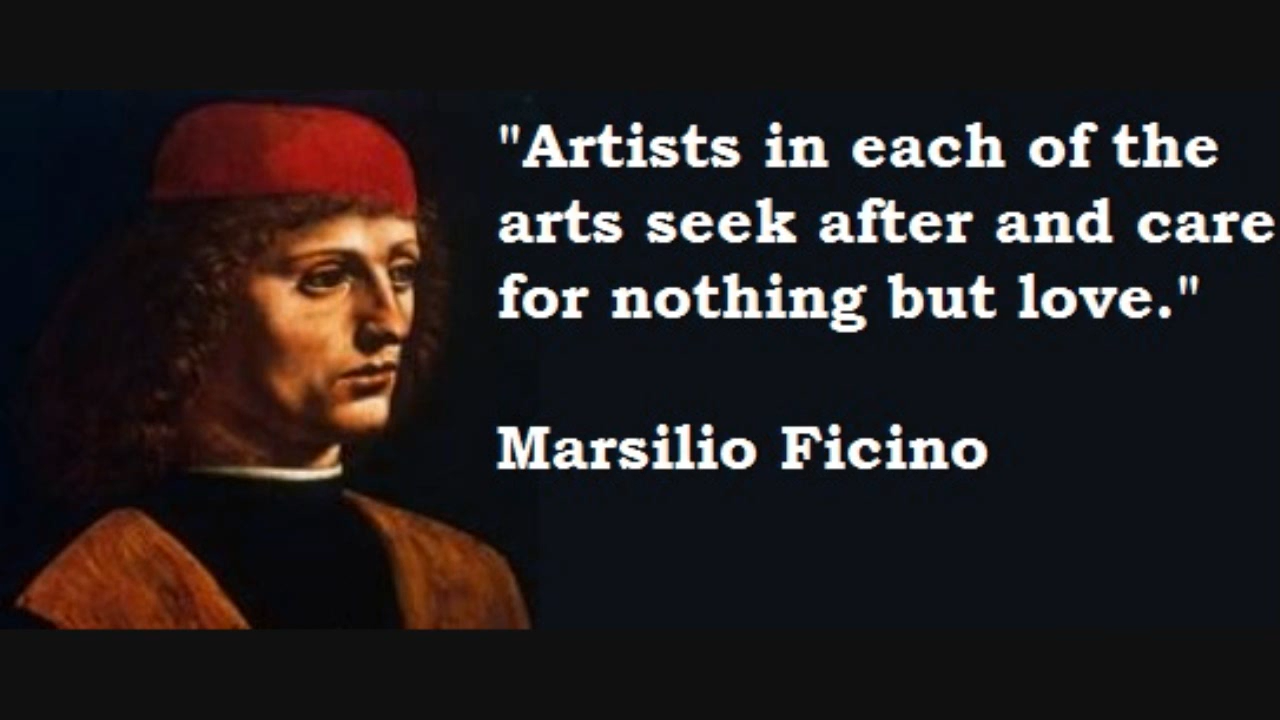 "Artists in each of the
arts seek after and care
for nothing but love."
Marsilio Ficino